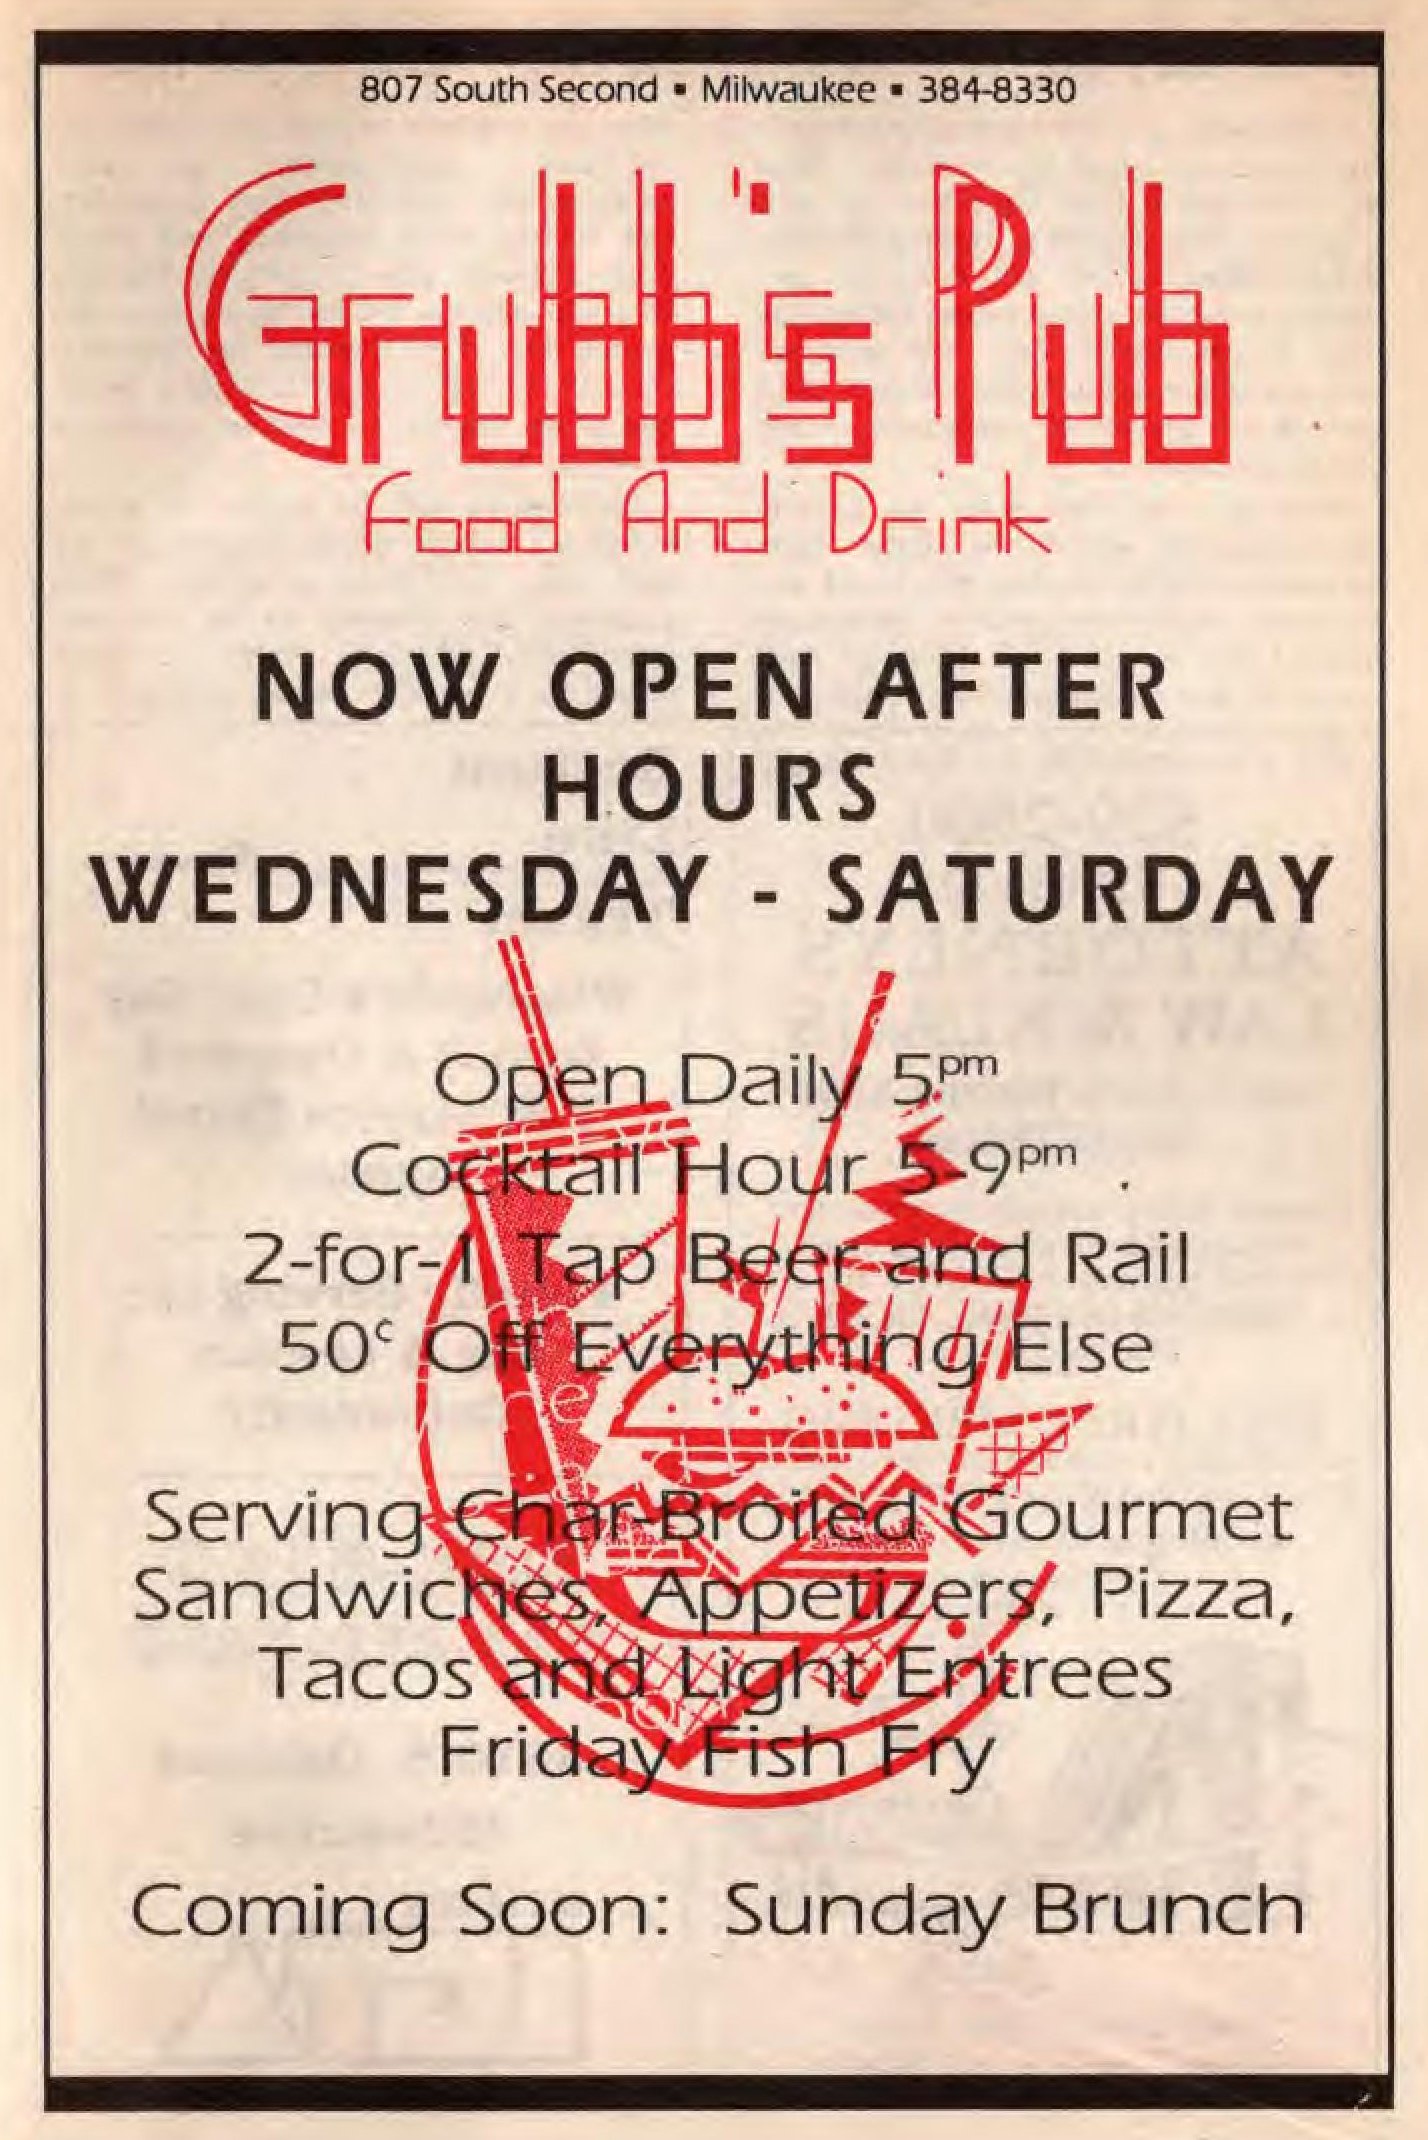 807 South Second ▪ Milwaukee ▪ 384-8330
Grubb's Pub
Food And Drink
NOW OPEN AFTER
HOURS
WEDNESDAY - SATURDAY
Open Daily 5pm
Cocktail Hour 5-9pm
2-for-1 Tap Beer and Rail
50¢ Off Everything Else
Serving Char-Broiled Gourmet
Sandwiches, Appetizers, Pizza,
Tacos and Light Entrees
Friday Fish Fry
Coming Soon: Sunday Brunch